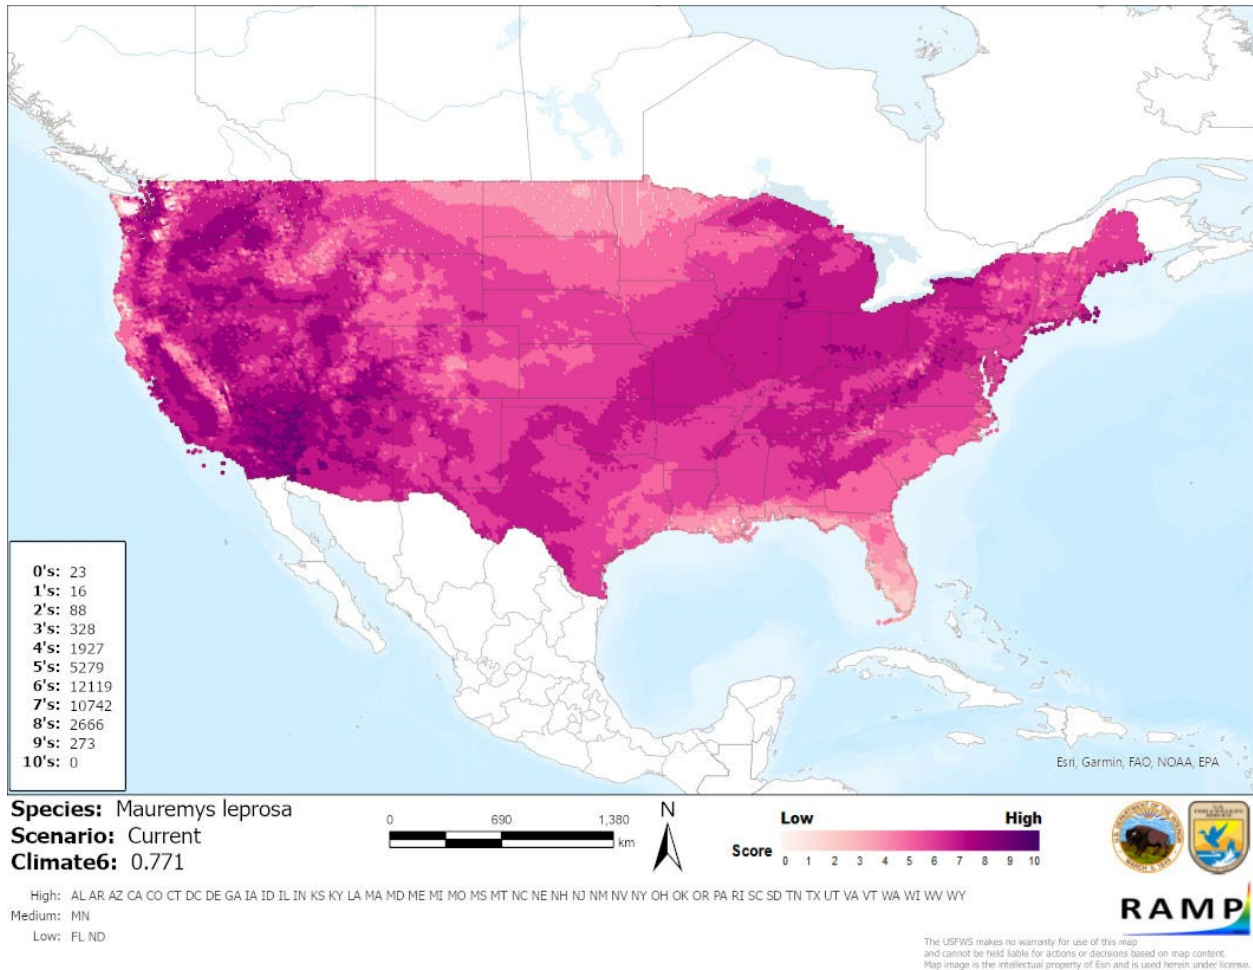 0's: 23
1's: 16
2's: 88
3's: 328
4's: 1927
5's: 5279
6's: 12119
7's: 10742
8's: 2666
9's: 273
10's: 0
Esri, Garmin, FAO, NOAA, EPA
Species: Mauremys leprosa
Scenario: Current
Climate6: 0.771
0 690 1,380
km
N
Low High
Score 0 1 2 3 4 5 6 7 8 9 10
High: AL AR AZ CA CO CT DC DE GA IA ID IL IN KS KY LA MA MD ME MI MO MS MT NC NE NH NJ NM NV NY OH OK OR PA RI SC SD TN TX UT VA VT WA WI WV WY
Medium: MN
Low: FL ND
RAMP
The USFWS makes no warranty for use of this map
and cannot be held liable for actions or decisions based on map content.
Map image is the intellectual property of Esri and is used herein under license.